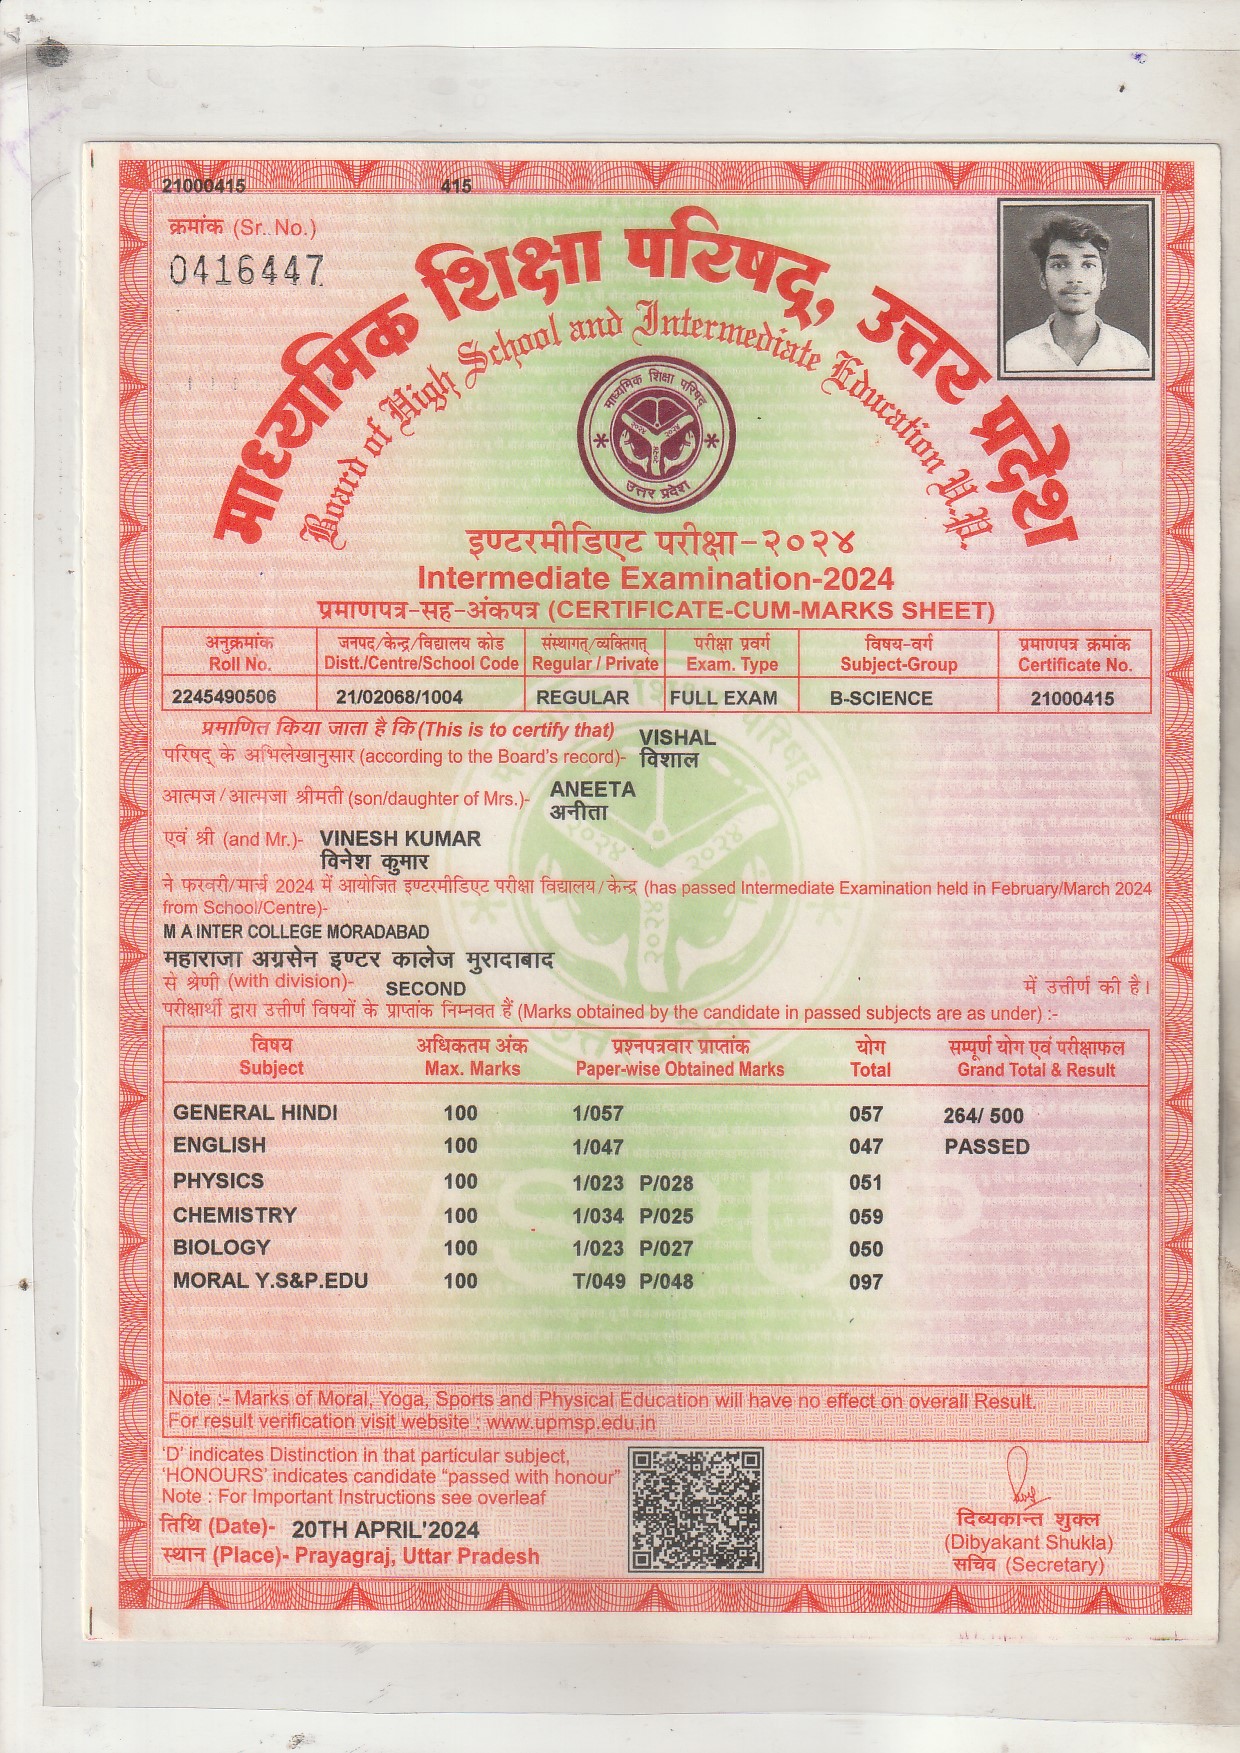 21000415 415
क्रमांक (Sr. No.)
0416447
माध्यमिक शिक्षा परिषद्, उत्तर प्रदेश
Board of High School and Intermediate Education U.P.
माध्यमिक शिक्षा परिषद्
उत्तर प्रदेश
इण्टरमीडिएट परीक्षा-२०२४
Intermediate Examination-2024
प्रमाणपत्र-सह-अंकपत्र (CERTIFICATE-CUM-MARKS SHEET)
अनुक्रमांक जनपद/केन्द्र/विद्यालय कोड संस्थागत्/व्यक्तिगत् परीक्षा प्रवर्ग विषय-वर्ग प्रमाणपत्र क्रमांक
Roll No. Distt./Centre/School Code Regular / Private Exam. Type Subject-Group Certificate No.
2245490506 21/02068/1004 REGULAR FULL EXAM B-SCIENCE 21000415
प्रमाणित किया जाता है कि (This is to certify that) VISHAL
परिषद् के अभिलेखानुसार (according to the Board's record)- विशाल
आत्मज/आत्मजा श्रीमती (son/daughter of Mrs.)- ANEETA
अनीता
एवं श्री (and Mr.)- VINESH KUMAR
विनेश कुमार
ने फरवरी/मार्च 2024 में आयोजित इण्टरमीडिएट परीक्षा विद्यालय/केन्द्र (has passed Intermediate Examination held in February/March 2024
from School/Centre)-
M A INTER COLLEGE MORADABAD
महाराजा अग्रसेन इण्टर कालेज मुरादाबाद
से श्रेणी (with division)- SECOND में उत्तीर्ण की है।
परीक्षार्थी द्वारा उत्तीर्ण विषयों के प्राप्तांक निम्नवत हैं (Marks obtained by the candidate in passed subjects are as under) :-
विषय अधिकतम अंक प्रश्नपत्रवार प्राप्तांक योग सम्पूर्ण योग एवं परीक्षाफल
Subject Max. Marks Paper-wise Obtained Marks Total Grand Total & Result
GENERAL HINDI 100 1/057 057 264/ 500
ENGLISH 100 1/047 047 PASSED
PHYSICS 100 1/023 P/028 051
CHEMISTRY 100 1/034 P/025 059
BIOLOGY 100 1/023 P/027 050
MORAL Y.S&P.EDU 100 T/049 P/048 097
MSPUP
Note :- Marks of Moral, Yoga, Sports and Physical Education will have no effect on overall Result.
For result verification visit website : www.upmsp.edu.in
'D' indicates Distinction in that particular subject,
'HONOURS' indicates candidate "passed with honour"
Note : For Important Instructions see overleaf
तिथि (Date)- 20TH APRIL'2024
स्थान (Place)- Prayagraj, Uttar Pradesh
दिब्यकान्त शुक्ल
(Dibyakant Shukla)
सचिव (Secretary)